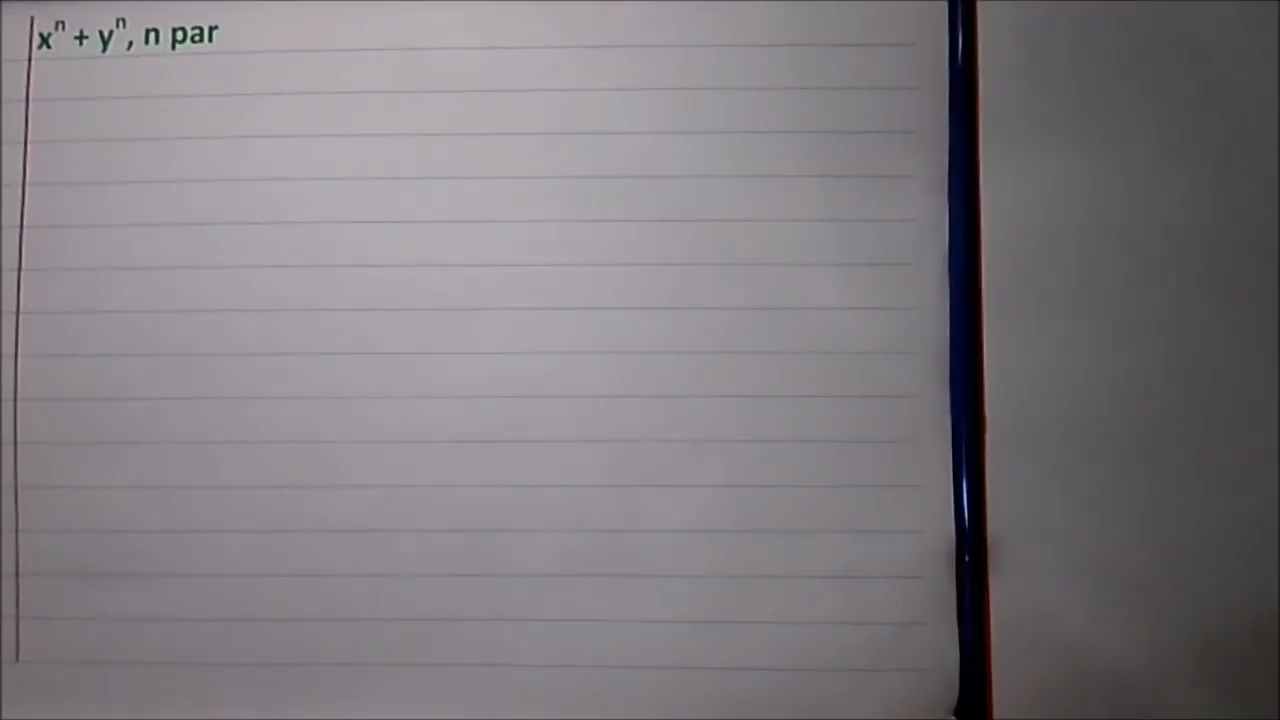 xⁿ + yⁿ, n par